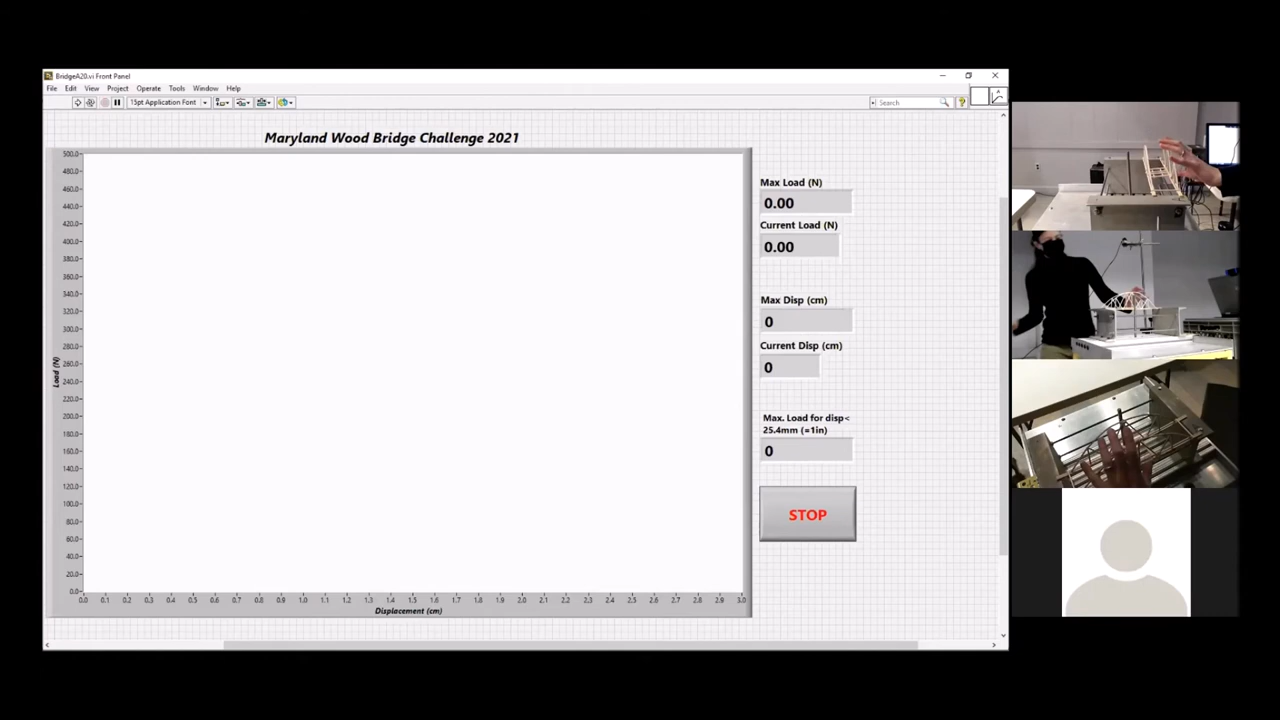 BridgeA20.vi Front Panel
File Edit View Project Operate Tools Window Help
15pt Application Font
Search
Maryland Wood Bridge Challenge 2021
500.0
480.0
460.0
440.0
420.0
400.0
380.0
360.0
340.0
320.0
300.0
280.0
260.0
240.0
220.0
200.0
180.0
160.0
140.0
120.0
100.0
80.0
60.0
40.0
20.0
0.0
Load (N)
0.0 0.1 0.2 0.3 0.4 0.5 0.6 0.7 0.8 0.9 1.0 1.1 1.2 1.3 1.4 1.5 1.6 1.7 1.8 1.9 2.0 2.1 2.2 2.3 2.4 2.5 2.6 2.7 2.8 2.9 3.0
Displacement (cm)
Max Load (N)
0.00
Current Load (N)
0.00
Max Disp (cm)
0
Current Disp (cm)
0
Max. Load for disp<
25.4mm (=1in)
0
STOP